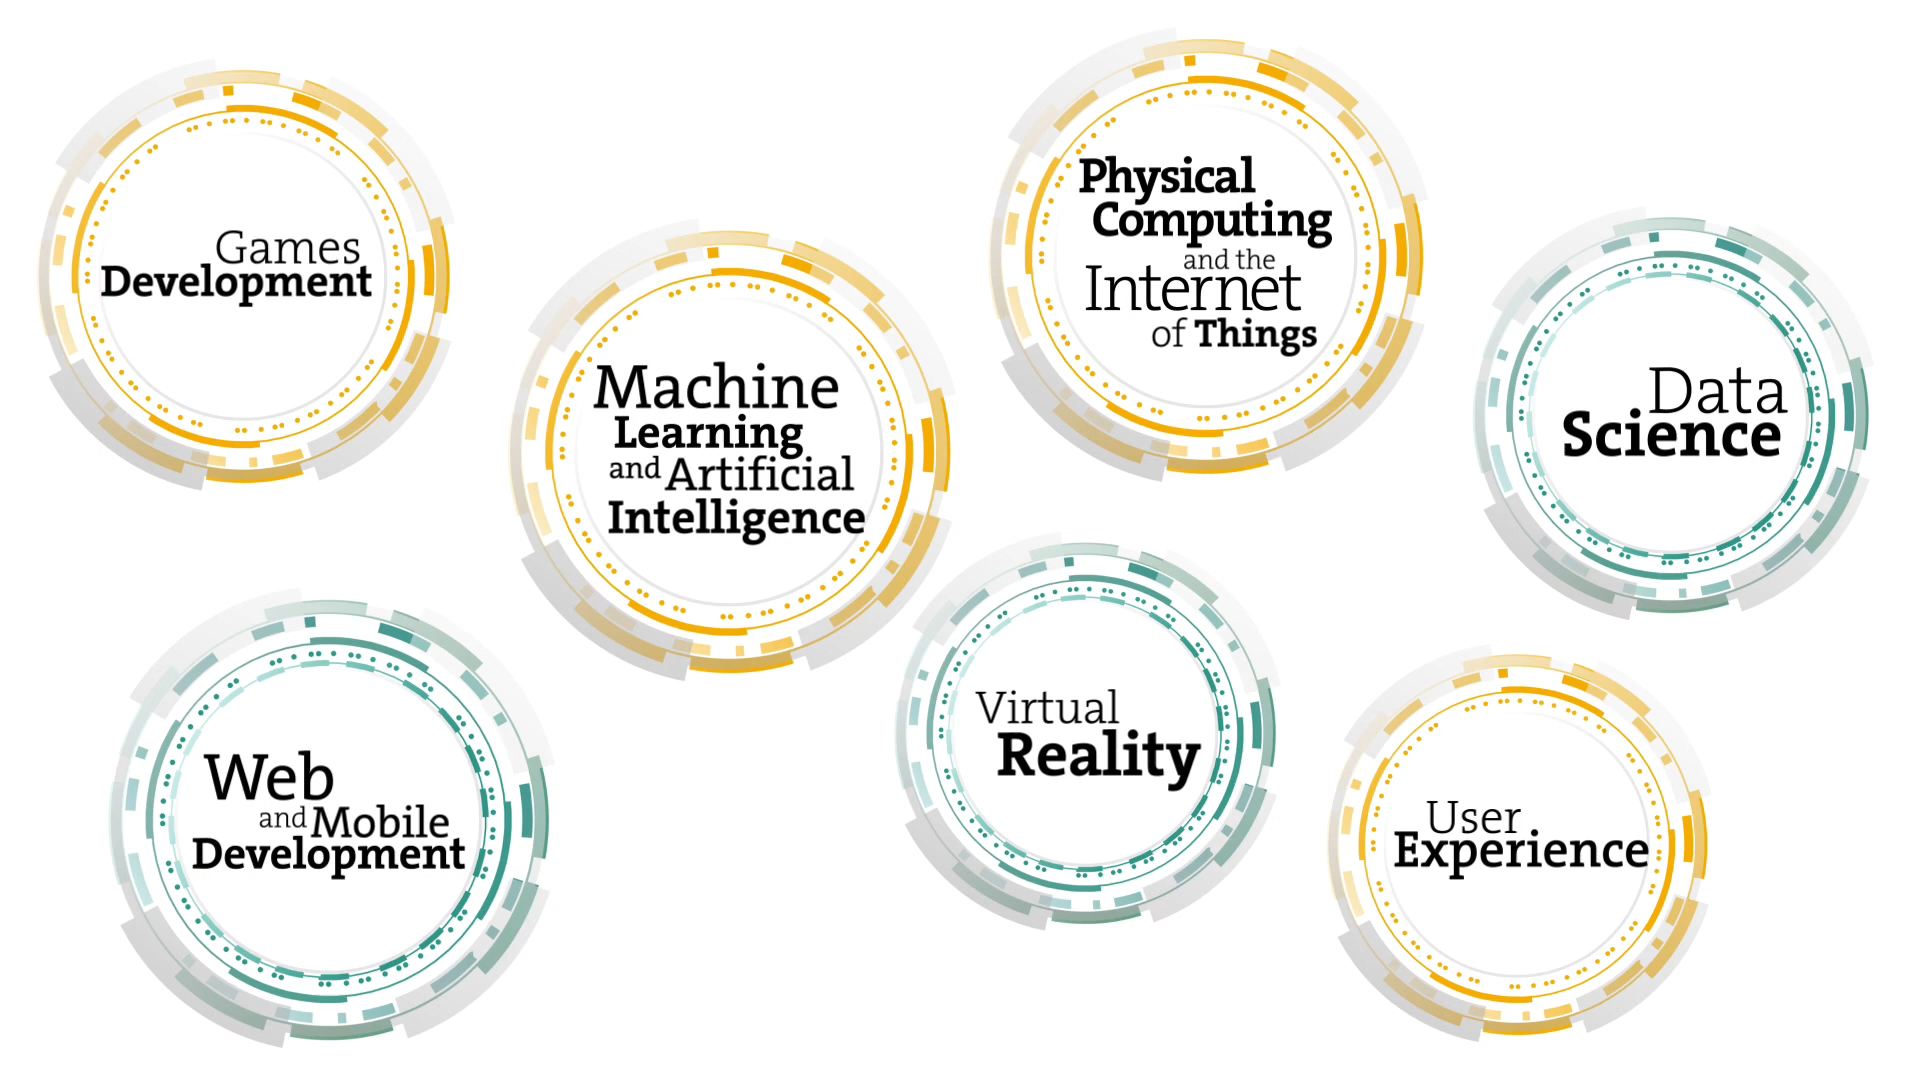 Games
Development
Machine
Learning
and Artificial
Intelligence
Physical
Computing
and the
Internet
of Things
Data
Science
Web
and Mobile
Development
Virtual
Reality
User
Experience